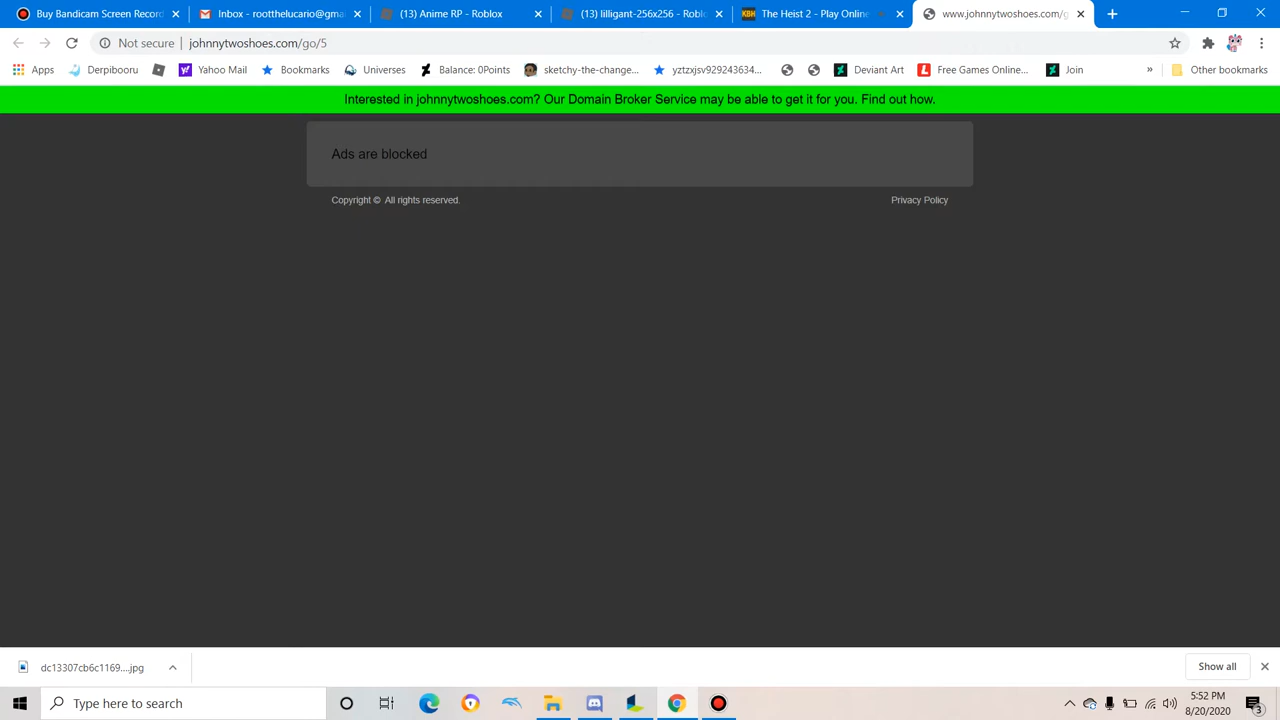 Buy Bandicam Screen Record
Inbox - rootthelucario@gmai
(13) Anime RP - Roblox
(13) lilligant-256x256 - Roblo
The Heist 2 - Play Online
www.johnnytwoshoes.com/g
Not secure | johnnytwoshoes.com/go/5
Apps
Derpibooru
Yahoo Mail
Bookmarks
Universes
Balance: 0Points
sketchy-the-change...
yztzxjsv929243634...
Deviant Art
Free Games Online...
Join
»
Other bookmarks
Interested in johnnytwoshoes.com? Our Domain Broker Service may be able to get it for you. Find out how.
Ads are blocked
Copyright © All rights reserved.
Privacy Policy
dc13307cb6c1169....jpg
Show all
Type here to search
5:52 PM
8/20/2020
3